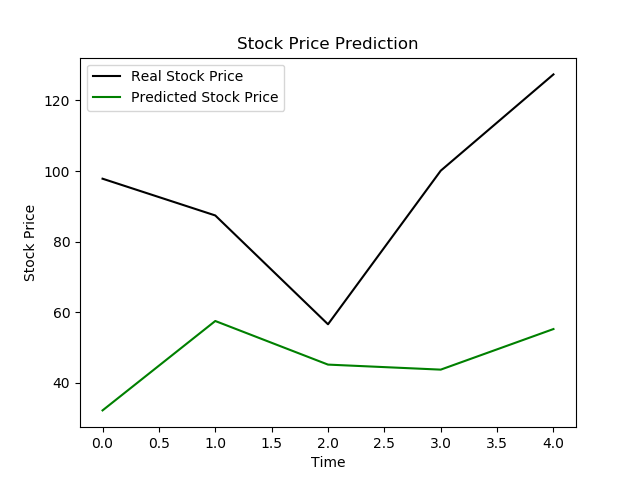 Stock Price Prediction
Real Stock Price
Predicted Stock Price
Stock Price
120
100
80
60
40
0.0 0.5 1.0 1.5 2.0 2.5 3.0 3.5 4.0
Time